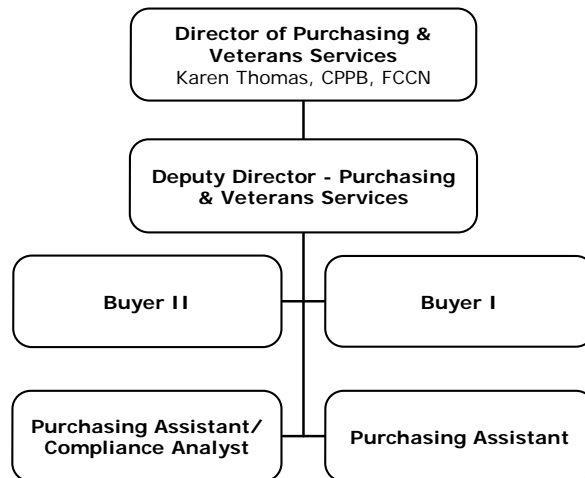 Director of Purchasing &
Veterans Services
Karen Thomas, CPPB, FCCN
Deputy Director - Purchasing
& Veterans Services
Buyer II
Buyer I
Purchasing Assistant/
Compliance Analyst
Purchasing Assistant